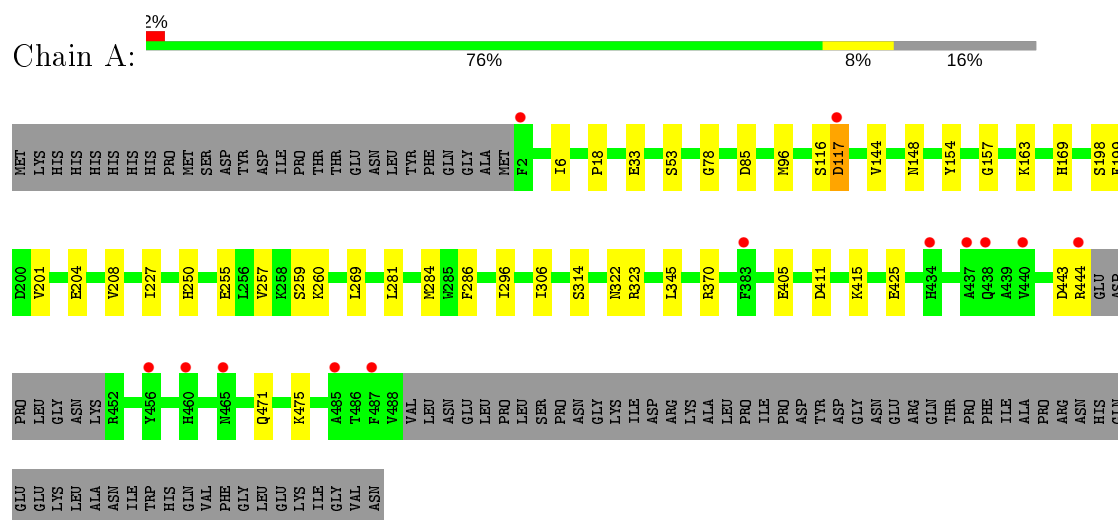 2%
Chain A:
76% 8% 16%
MET LYS HIS HIS HIS HIS HIS HIS PRO MET SER ASP TYR ASP ILE PRO THR THR GLU ASN LEU TYR PHE GLN GLY ALA MET F2 I6 P18 E33 S53 G78 D85 M96 S116 D117 V144 N148 Y154 G157 K163 H169 S198 E199
D200 V201 E204 V208 I227 H250 E255 L256 V257 K258 S259 K260 L269 L281 M284 W285 F286 I296 I306 S314 N322 R323 L345 R370 F383 E405 D411 K415 E425 H434 A437 Q438 A439 V440 D443 R444 GLU ASP
PRO LEU GLY ASN LYS R452 Y456 H460 N465 Q471 K475 A485 T486 F487 V488 VAL LEU ASN GLU LEU PRO LEU SER PRO ASN GLY LYS ILE ASP ARG LYS ALA LEU PRO ILE PRO ASP TYR ASP GLY ASN GLU ARG GLN THR PRO PHE ILE ALA PRO ARG ASN HIS GLN
GLU GLU LYS LEU ALA ASN ILE TRP HIS GLN VAL PHE GLY LEU GLU LYS ILE GLY VAL ASN